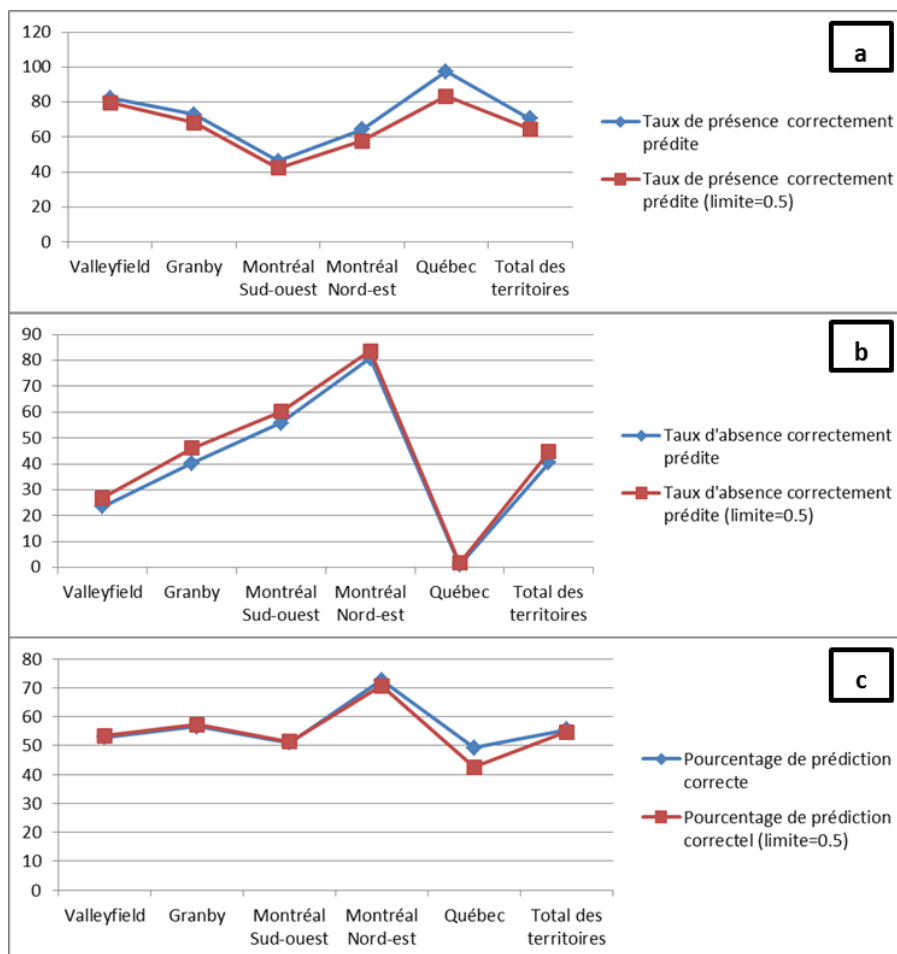 120
100
80
60
40
20
0
Valleyfield
Granby
Montréal
Sud-ouest
Montréal
Nord-est
Québec
Total des
territoires
a
Taux de présence correctement
prédite
Taux de présence correctement
prédite (limite=0.5)
90
80
70
60
50
40
30
20
10
0
Valleyfield
Granby
Montréal
Sud-ouest
Montréal
Nord-est
Québec
Total des
territoires
b
Taux d'absence correctement
prédite
Taux d'absence correctement
prédite (limite=0.5)
80
70
60
50
40
30
20
10
0
Valleyfield
Granby
Montréal
Sud-ouest
Montréal
Nord-est
Québec
Total des
territoires
c
Pourcentage de prédiction
correcte
Pourcentage de prédiction
correctel (limite=0.5)